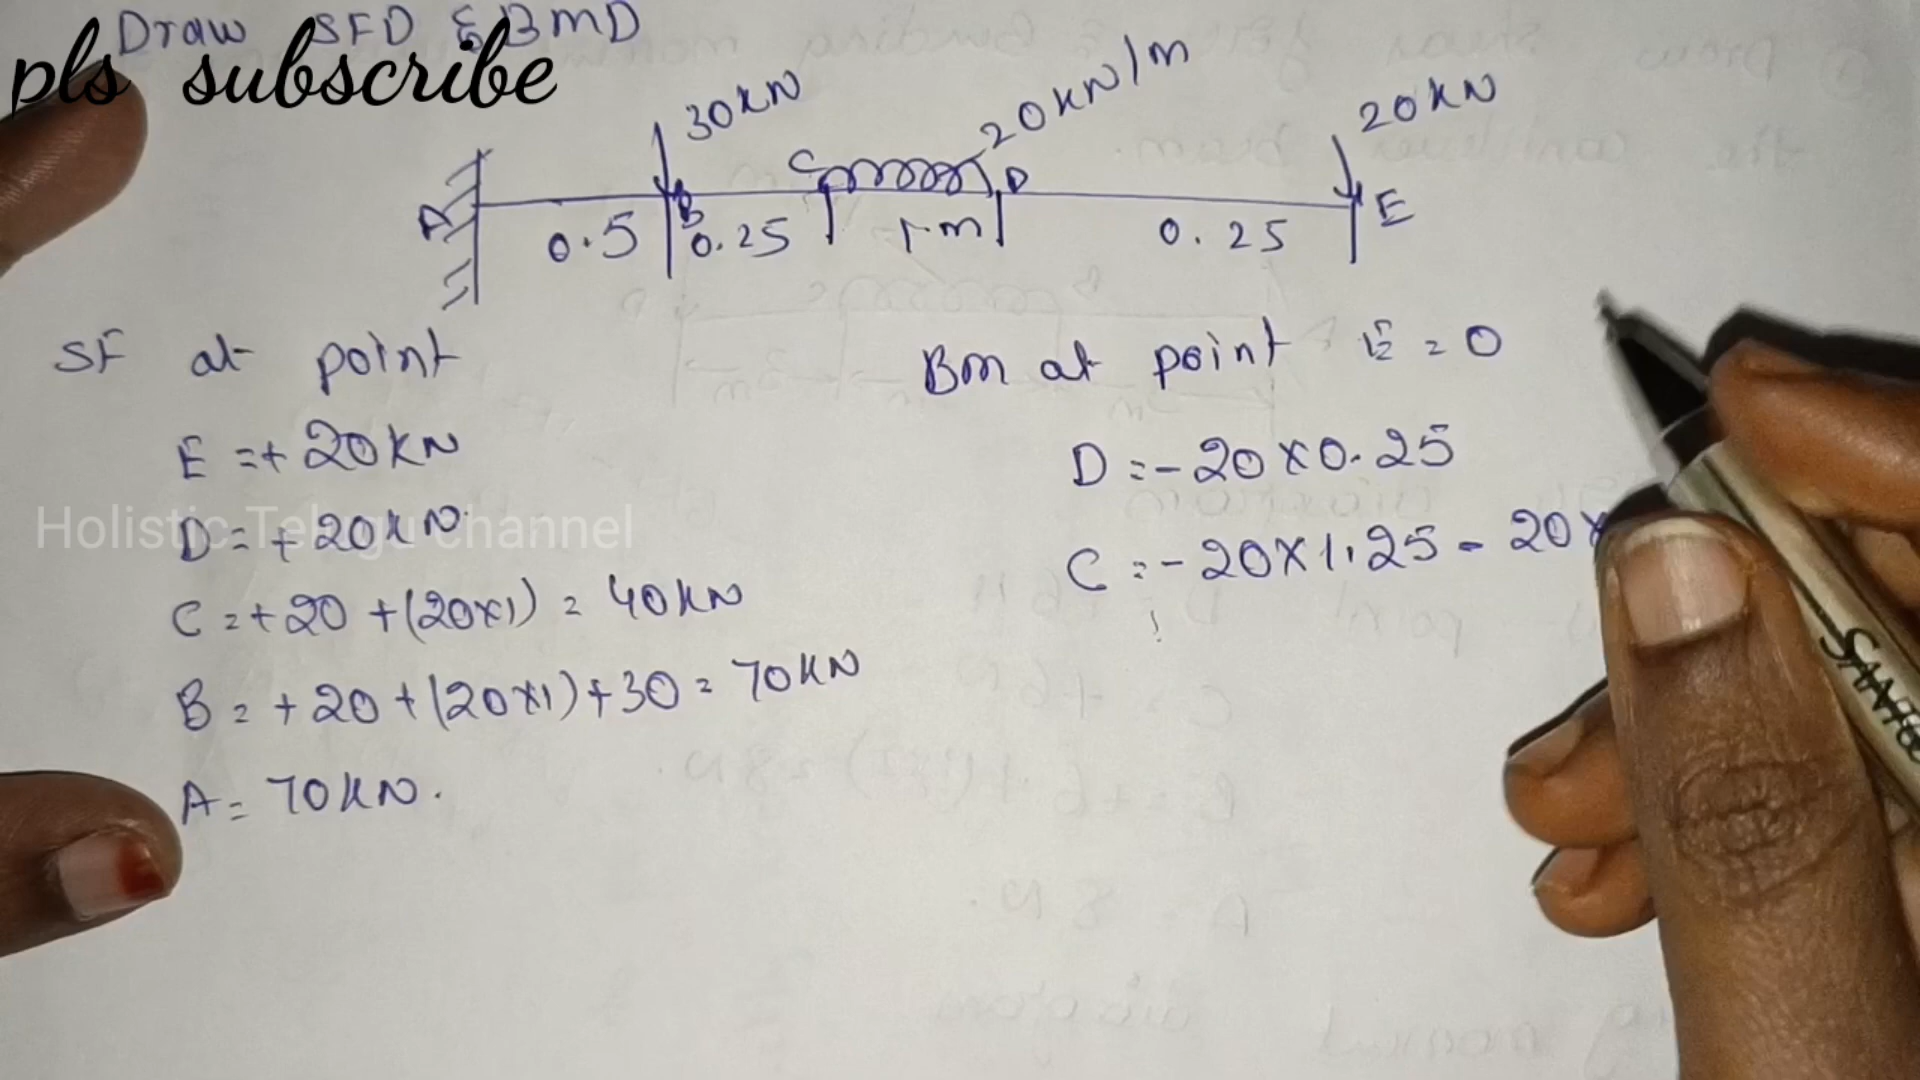 Draw SFD & BMD
pls subscribe
30KN
20KN/m
20KN
A
B
C
D
E
0.5
0.25
1m
0.25
SF at point
E = + 20KN
D = + 20KN
C = + 20 + (20×1) = 40KN
B = + 20 + (20×1) + 30 = 70KN
A = 70KN.
BM at point E = 0
D = - 20×0.25
C = - 20×1.25 - 20×
Holistic Telugu channel